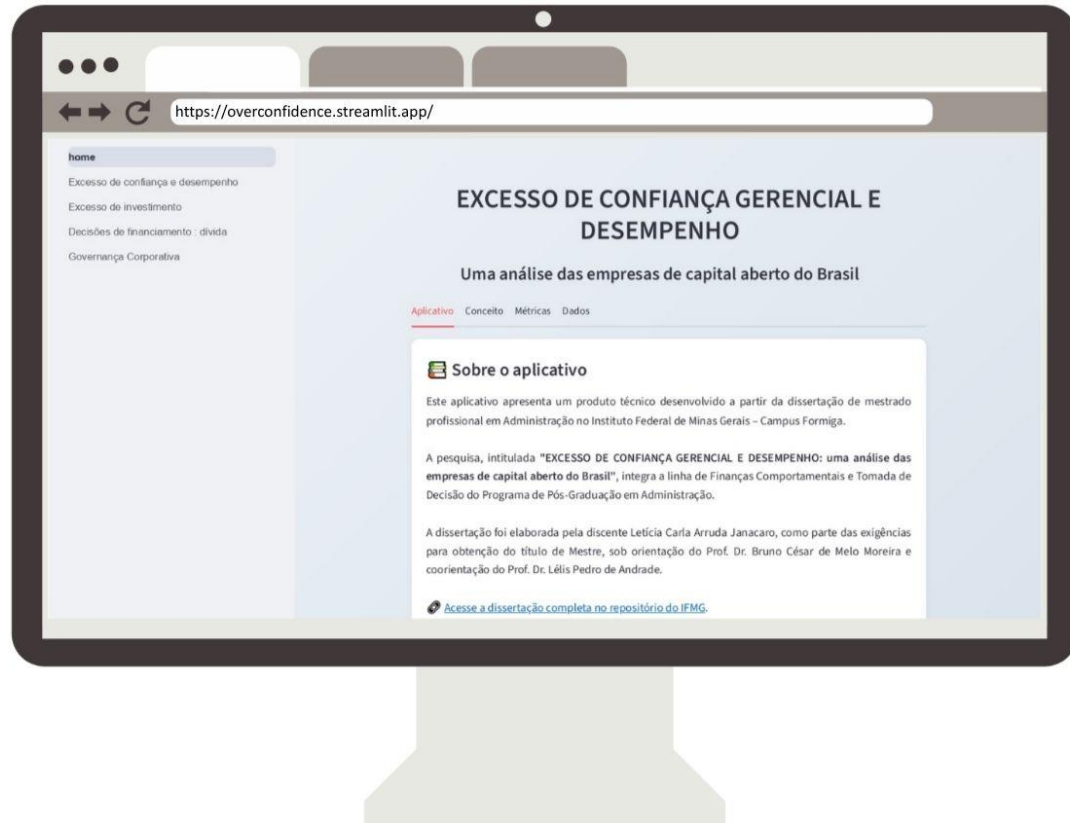 https://overconfidence.streamlit.app/
home
Excesso de confiança e desempenho
Excesso de investimento
Decisões de financiamento : dívida
Governança Corporativa
EXCESSO DE CONFIANÇA GERENCIAL E
DESEMPENHO
Uma análise das empresas de capital aberto do Brasil
Aplicativo Conceito Métricas Dados
Sobre o aplicativo
Este aplicativo apresenta um produto técnico desenvolvido a partir da dissertação de mestrado
profissional em Administração no Instituto Federal de Minas Gerais – Campus Formiga.
A pesquisa, intitulada "EXCESSO DE CONFIANÇA GERENCIAL E DESEMPENHO: uma análise das
empresas de capital aberto do Brasil", integra a linha de Finanças Comportamentais e Tomada de
Decisão do Programa de Pós-Graduação em Administração.
A dissertação foi elaborada pela discente Letícia Carla Arruda Janacaro, como parte das exigências
para obtenção do título de Mestre, sob orientação do Prof. Dr. Bruno César de Melo Moreira e
coorientação do Prof. Dr. Lélis Pedro de Andrade.
Acesse a dissertação completa no repositório do IFMG.